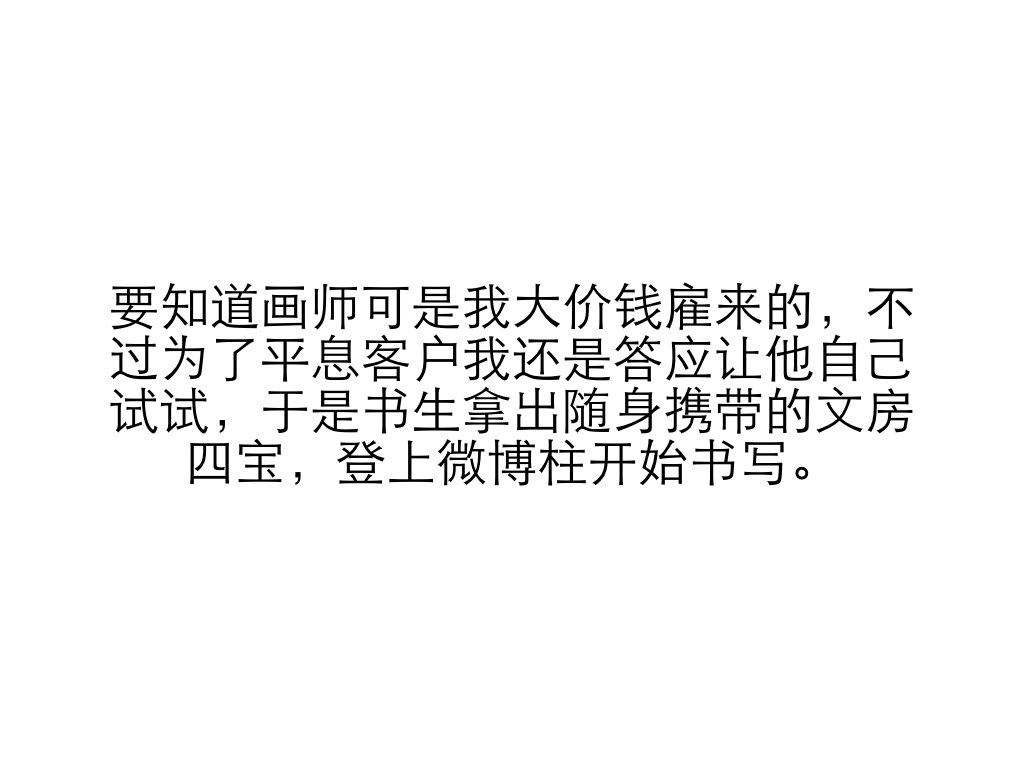 要知道画师可是我大价钱雇来的，不
过为了平息客户我还是答应让他自己
试试，于是书生拿出随身携带的文房
四宝，登上微博柱开始书写。